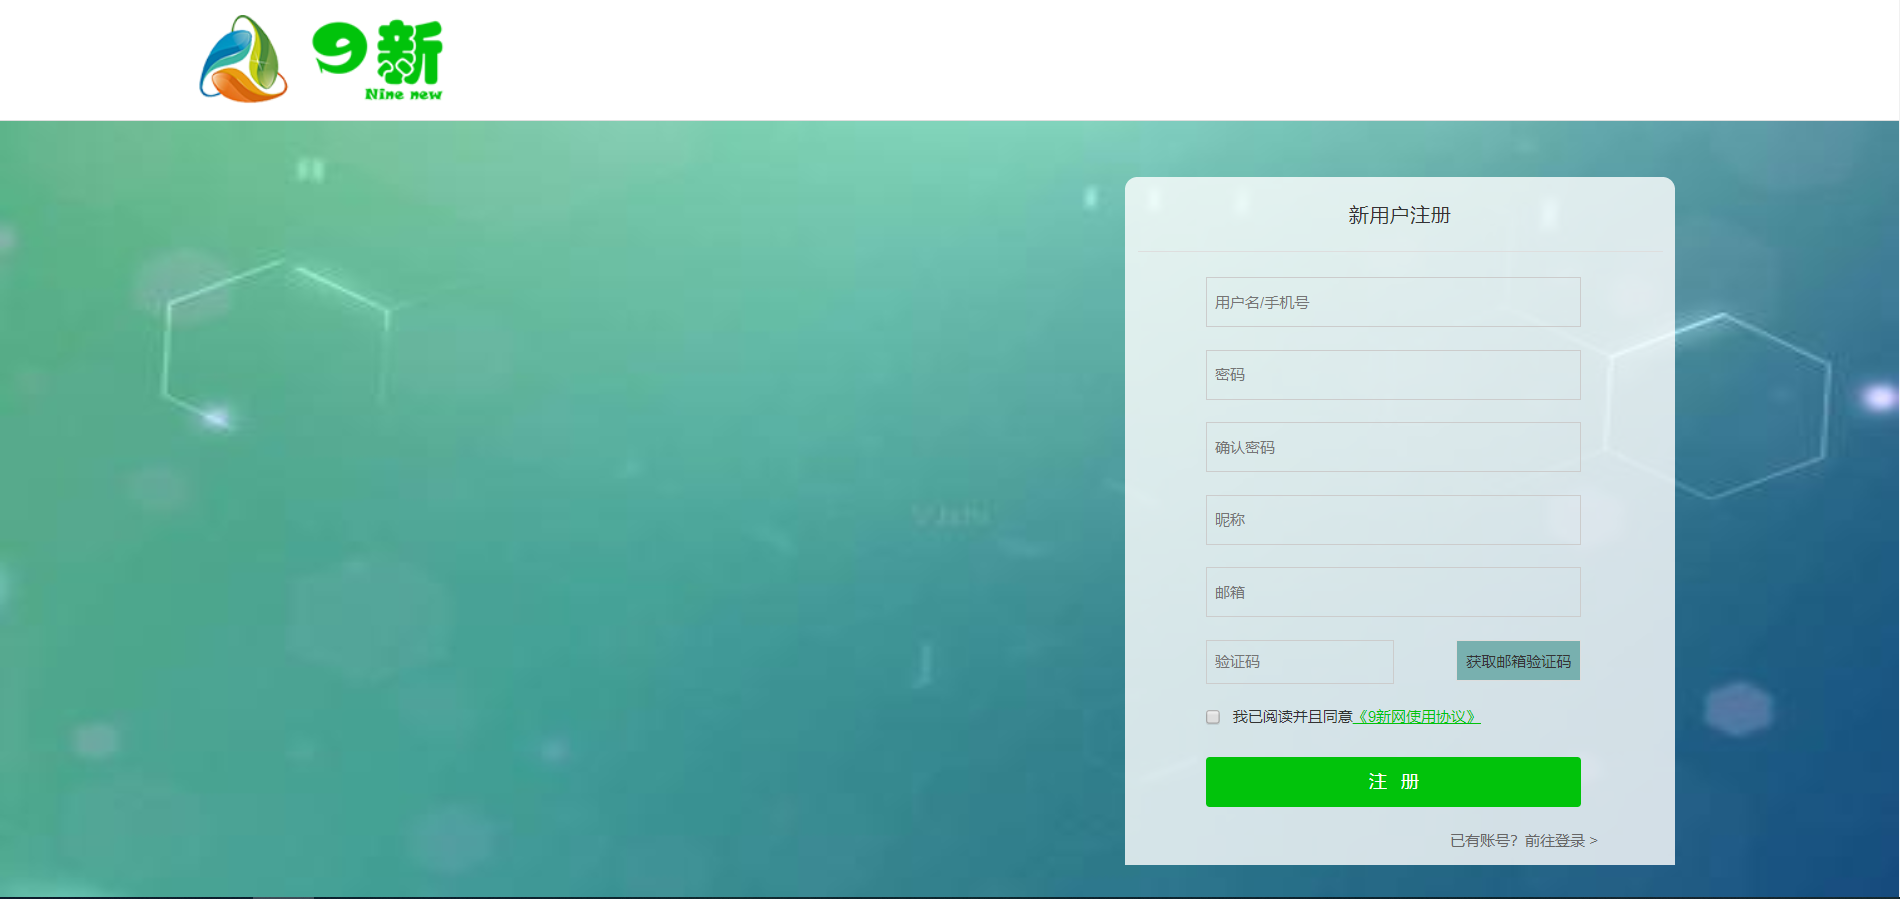 9新
Nine new
新用户注册
用户名/手机号
密码
确认密码
昵称
邮箱
验证码
获取邮箱验证码
我已阅读并且同意《9新网使用协议》
注 册
已有账号？前往登录 >